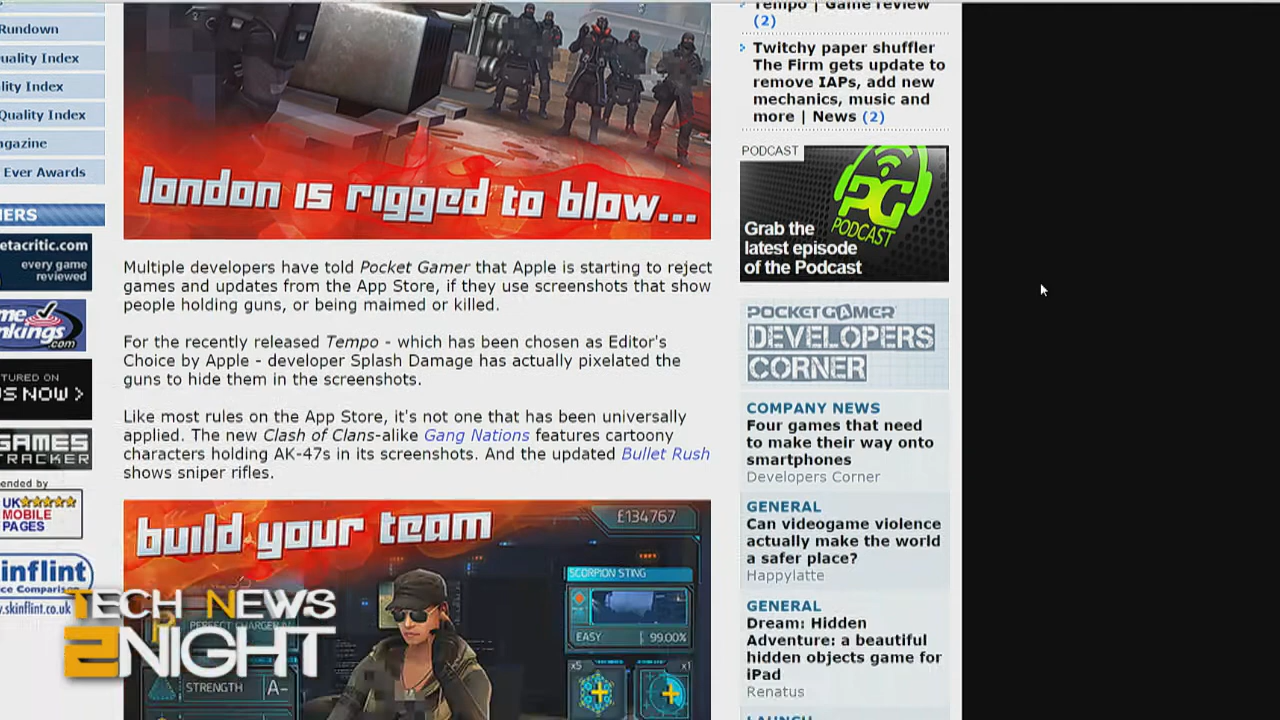 Rundown
uality Index
lity Index
Quality Index
agazine
Ever Awards
ERS
etacritic.com
every game
reviewed
me
nkings
.com
TURED ON
S NOW >
GAMES
TRACKER
ended by
UK★★★★★
MOBILE
PAGES
inflint
ce Comparison
.skinflint.co.uk
london is rigged to blow...
Multiple developers have told Pocket Gamer that Apple is starting to reject
games and updates from the App Store, if they use screenshots that show
people holding guns, or being maimed or killed.
For the recently released Tempo - which has been chosen as Editor's
Choice by Apple - developer Splash Damage has actually pixelated the
guns to hide them in the screenshots.
Like most rules on the App Store, it's not one that has been universally
applied. The new Clash of Clans-alike Gang Nations features cartoony
characters holding AK-47s in its screenshots. And the updated Bullet Rush
shows sniper rifles.
build your team
£134767
SCORPION STING
EASY 99.00%
x5 x1
STRENGTH A-
TECH NEWS
2NIGHT
Tempo | Game review
(2)
Twitchy paper shuffler
The Firm gets update to
remove IAPs, add new
mechanics, music and
more | News (2)
PODCAST
PG
PODCAST
Grab the
latest episode
of the Podcast
POCKET GAMER
DEVELOPERS
CORNER
COMPANY NEWS
Four games that need
to make their way onto
smartphones
Developers Corner
GENERAL
Can videogame violence
actually make the world
a safer place?
Happylatte
GENERAL
Dream: Hidden
Adventure: a beautiful
hidden objects game for
iPad
Renatus
LAUNCH